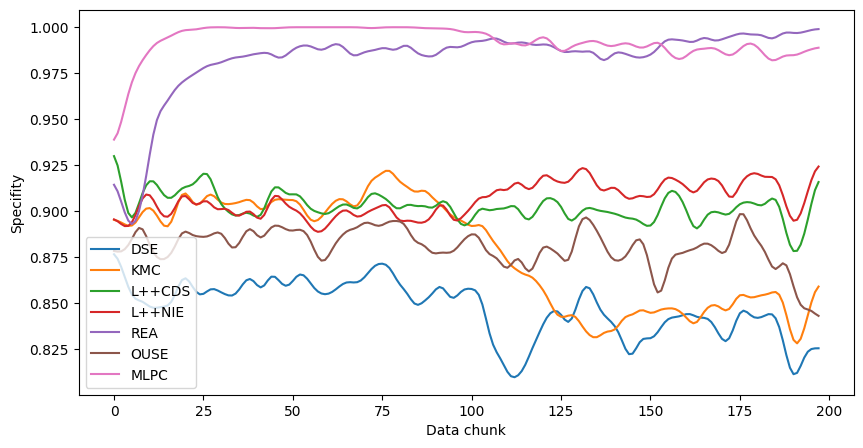 1.000
0.975
0.950
0.925
0.900
0.875
0.850
0.825
Specifity
DSE
KMC
L++CDS
L++NIE
REA
OUSE
MLPC
0 25 50 75 100 125 150 175 200
Data chunk